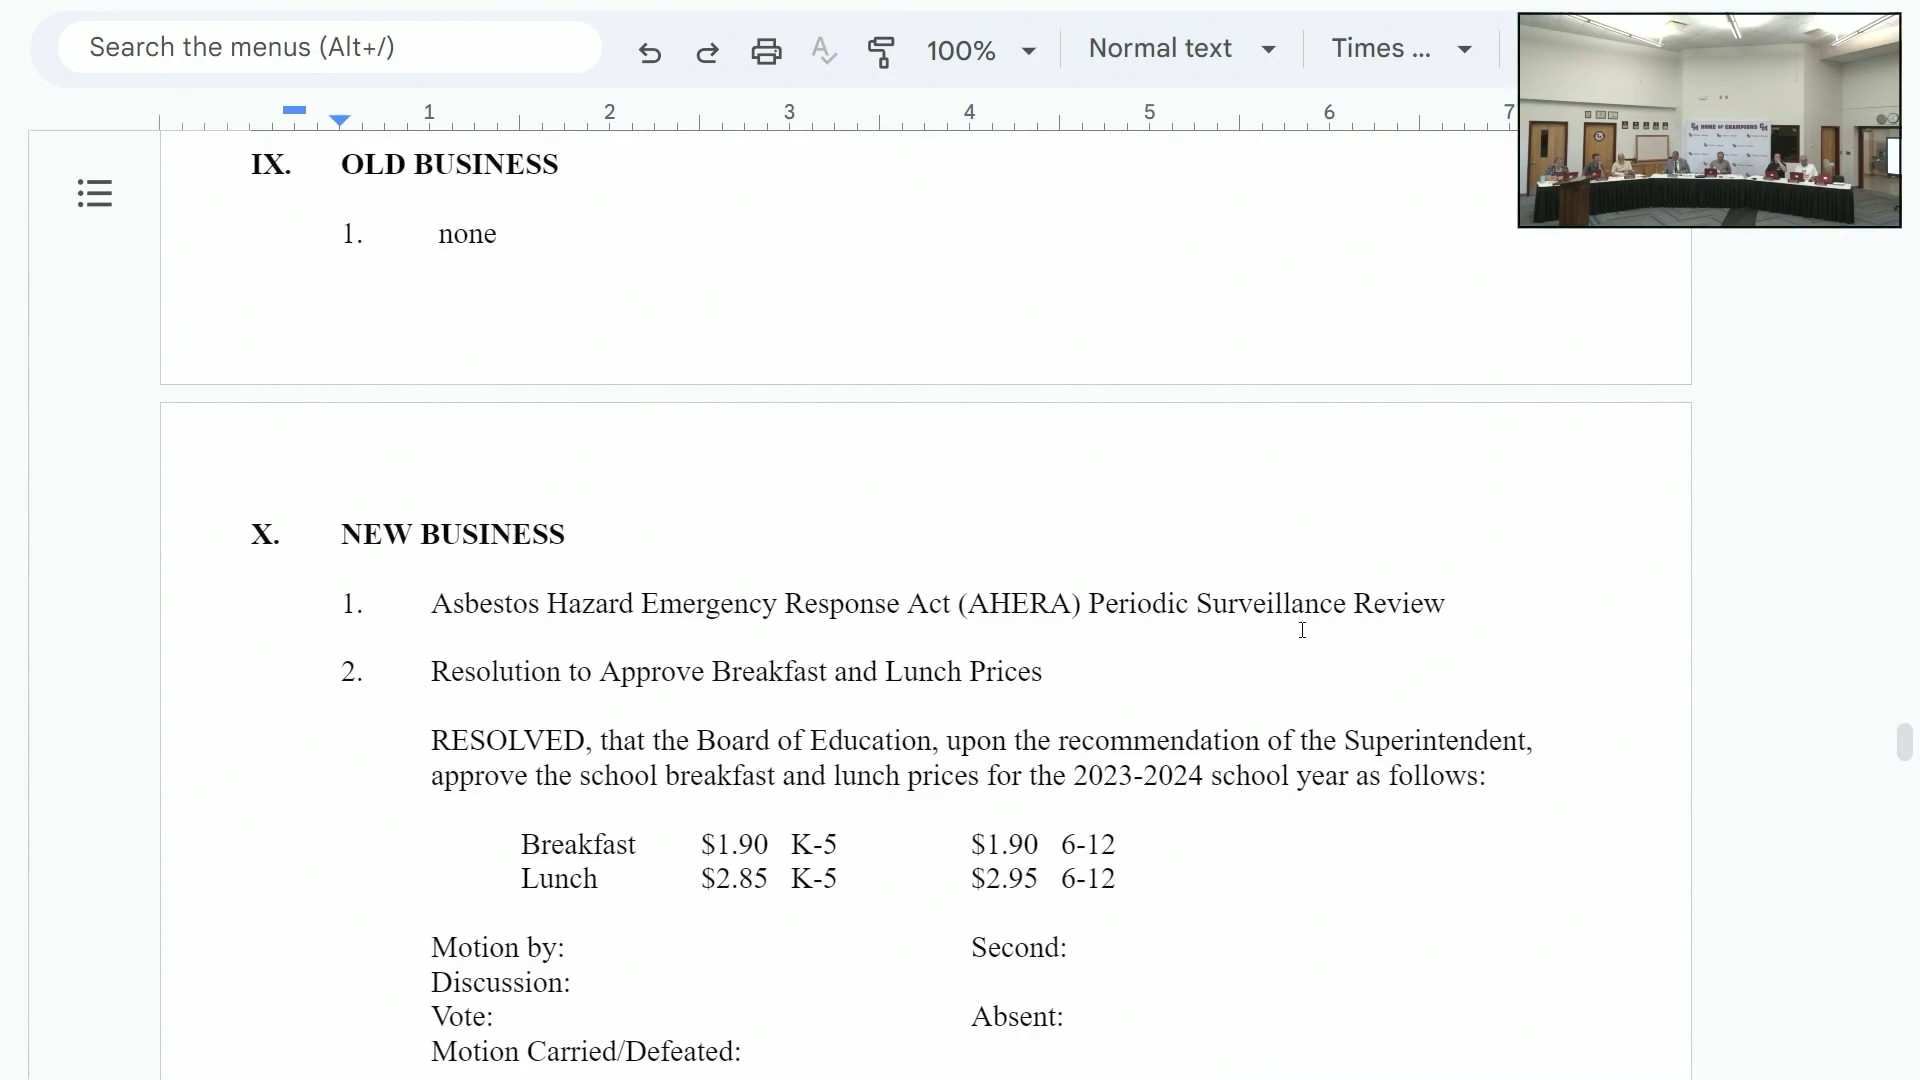 Search the menus (Alt+/)
100%
Normal text
Times ...
1 2 3 4 5 6 7
IX. OLD BUSINESS
1. none
HOME OF CHAMPIONS
X. NEW BUSINESS
1. Asbestos Hazard Emergency Response Act (AHERA) Periodic Surveillance Review
2. Resolution to Approve Breakfast and Lunch Prices
RESOLVED, that the Board of Education, upon the recommendation of the Superintendent,
approve the school breakfast and lunch prices for the 2023-2024 school year as follows:
Breakfast $1.90 K-5 $1.90 6-12
Lunch $2.85 K-5 $2.95 6-12
Motion by: Second:
Discussion:
Vote: Absent:
Motion Carried/Defeated: